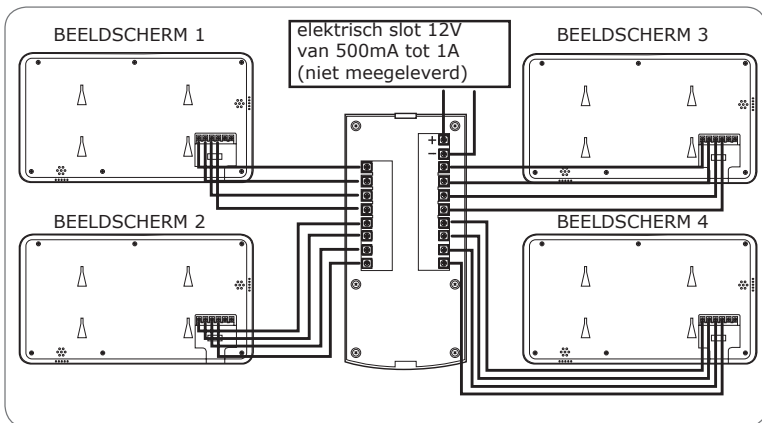 BEELDSCHERM 1
elektrisch slot 12V
van 500mA tot 1A
(niet meegeleverd)
BEELDSCHERM 3
+
−
BEELDSCHERM 2
BEELDSCHERM 4